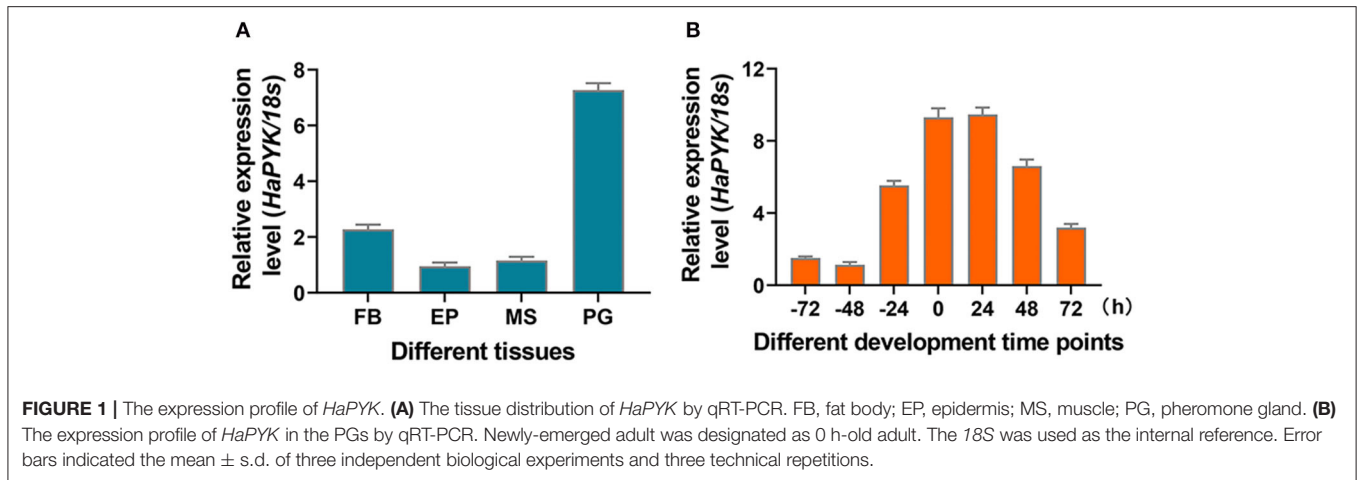 A
Relative expression
level (HaPYK/18s)
8
6
4
2
0
FB EP MS PG
Different tissues
B
Relative expression
level (HaPYK/18s)
12
8
4
0
-72 -48 -24 0 24 48 72 (h)
Different development time points
FIGURE 1 | The expression profile of HaPYK. (A) The tissue distribution of HaPYK by qRT-PCR. FB, fat body; EP, epidermis; MS, muscle; PG, pheromone gland. (B)
The expression profile of HaPYK in the PGs by qRT-PCR. Newly-emerged adult was designated as 0 h-old adult. The 18S was used as the internal reference. Error
bars indicated the mean ± s.d. of three independent biological experiments and three technical repetitions.